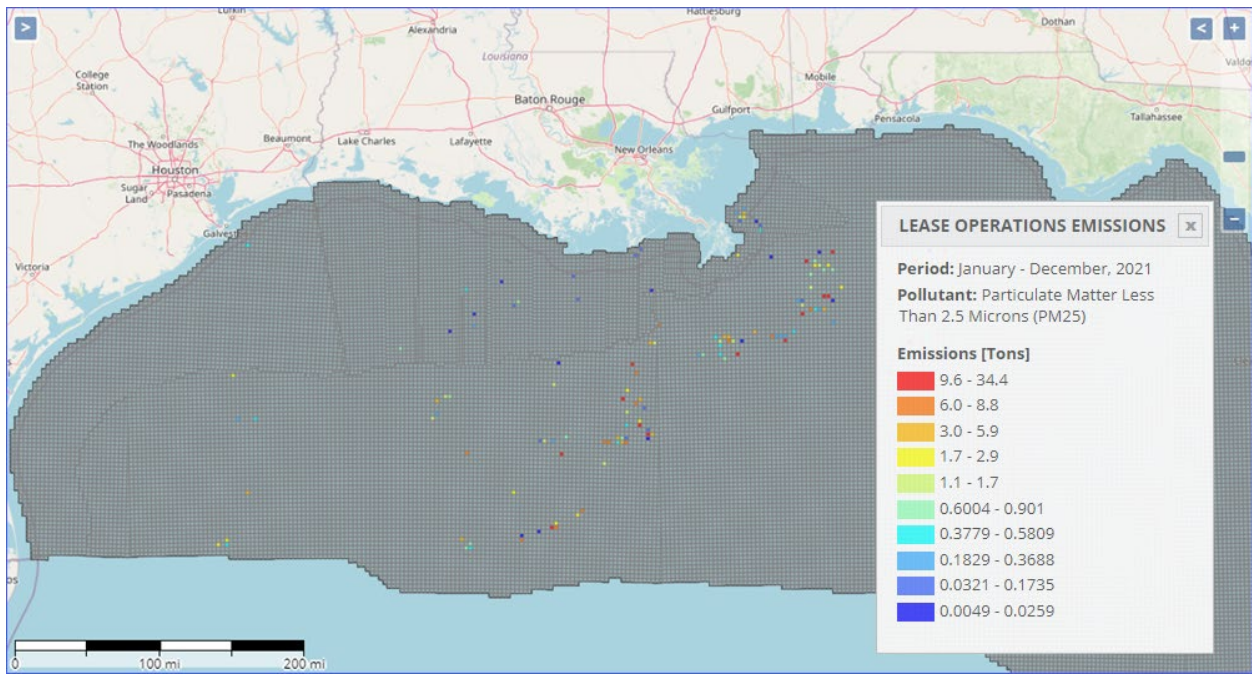 >
<
+
Lufkin
Alexandria
Hattiesburg
Dothan
Louisiana
Valdo
College
Station
Mobile
Baton Rouge
Gulfport
Pensacola
Tallahassee
The Woodlands
Beaumont
Lake Charles
Lafayette
New Orleans
Houston
Sugar
Land
Pasadena
Galvest
Victoria
os
−
LEASE OPERATIONS EMISSIONS
x
Period: January - December, 2021
Pollutant: Particulate Matter Less
Than 2.5 Microns (PM25)
Emissions [Tons]
9.6 - 34.4
6.0 - 8.8
3.0 - 5.9
1.7 - 2.9
1.1 - 1.7
0.6004 - 0.901
0.3779 - 0.5809
0.1829 - 0.3688
0.0321 - 0.1735
0.0049 - 0.0259
0
100 mi
200 mi